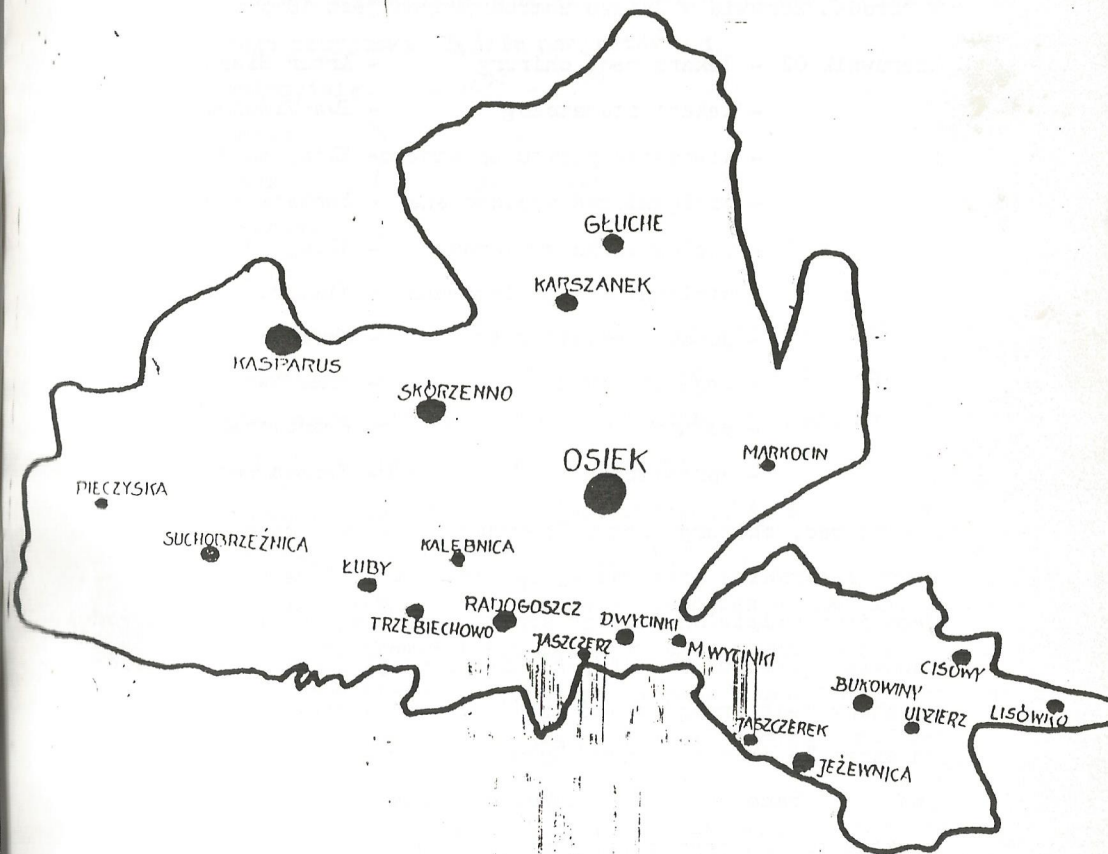 GŁUCHE
KARSZANEK
KASPARUS
SKÓRZENNO
OSIEK
MARKOCIN
PIECZYSKA
SUCHOBRZEŹNICA
KALĘBNICA
ŁUBY
RADOGOSZCZ
TRZEBIECHOWO
D.WYCINKI
JASZCZERZ
M.WYCINKI
CISOWY
BUKOWINY
UDZIERZ
LISÓWKO
JASZCZEREK
JEŻEWNICA